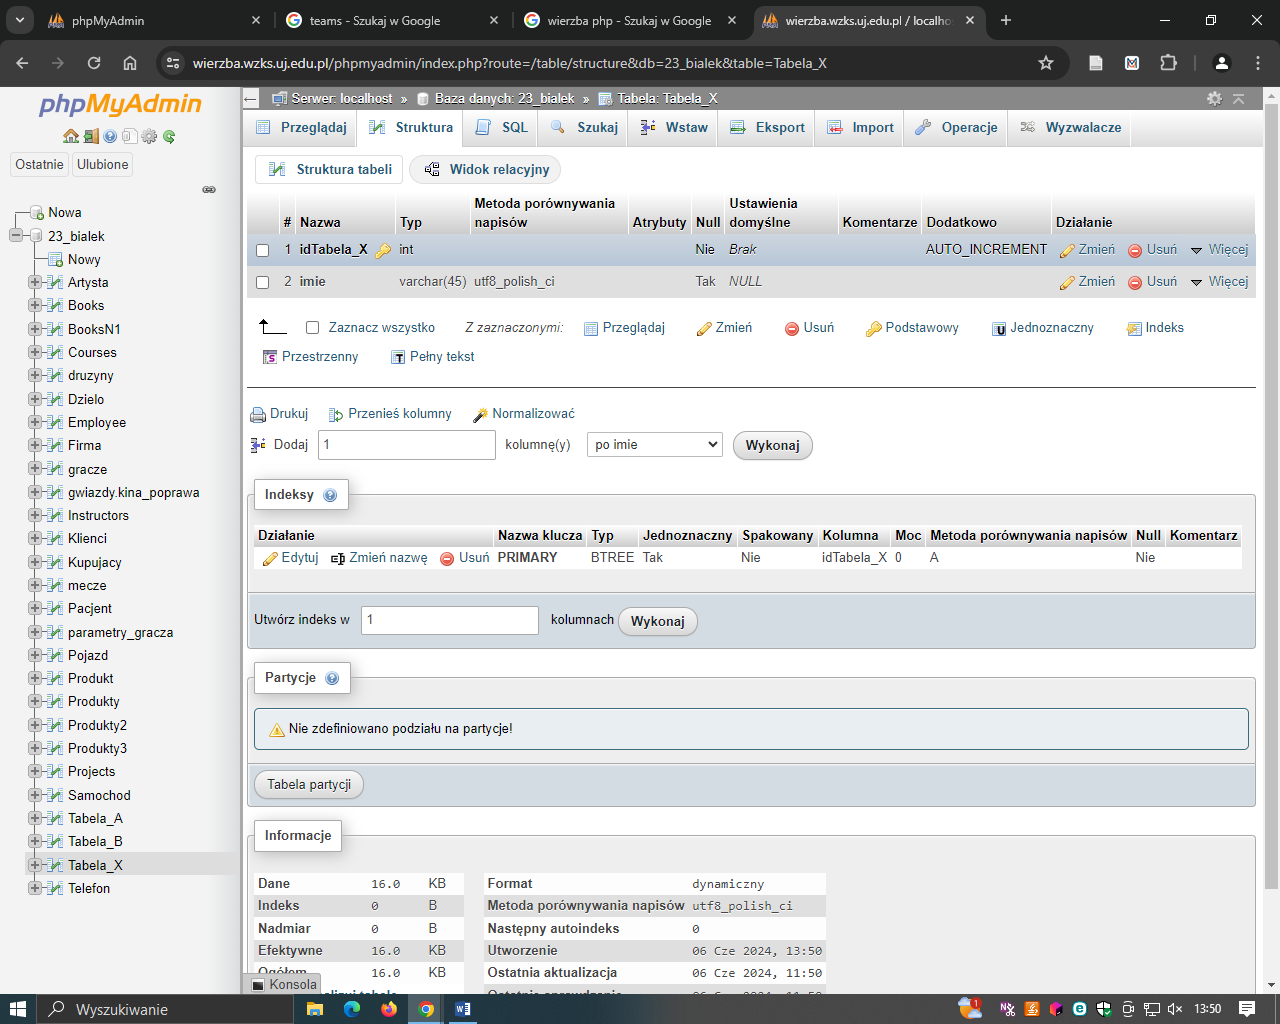 phpMyAdmin
teams - Szukaj w Google
wierzba php - Szukaj w Google
wierzba.wzks.uj.edu.pl / localho
wierzba.wzks.uj.edu.pl/phpmyadmin/index.php?route=/table/structure&db=23_bialek&table=Tabela_X
phpMyAdmin
Ostatnie Ulubione
Nowa
23_bialek
Nowy
Artysta
Books
BooksN1
Courses
druzyny
Dzielo
Employee
Firma
gracze
gwiazdy.kina_poprawa
Instructors
Klienci
Kupujacy
mecze
Pacjent
parametry_gracza
Pojazd
Produkt
Produkty
Produkty2
Produkty3
Projects
Samochod
Tabela_A
Tabela_B
Tabela_X
Telefon
Serwer: localhost » Baza danych: 23_bialek » Tabela: Tabela_X
Przeglądaj Struktura SQL Szukaj Wstaw Eksport Import Operacje Wyzwalacze
Struktura tabeli Widok relacyjny
# Nazwa Typ Metoda porównywania napisów Atrybuty Null Ustawienia domyślne Komentarze Dodatkowo Działanie
1 idTabela_X int Nie Brak AUTO_INCREMENT Zmień Usuń Więcej
2 imie varchar(45) utf8_polish_ci Tak NULL Zmień Usuń Więcej
Zaznacz wszystko Z zaznaczonymi: Przeglądaj Zmień Usuń Podstawowy Jednoznaczny Indeks
Przestrzenny Pełny tekst
Drukuj Przenieś kolumny Normalizować
Dodaj 1 kolumnę(y) po imie Wykonaj
Indeksy
Działanie Nazwa klucza Typ Jednoznaczny Spakowany Kolumna Moc Metoda porównywania napisów Null Komentarz
Edytuj Zmień nazwę Usuń PRIMARY BTREE Tak Nie idTabela_X 0 A Nie
Utwórz indeks w 1 kolumnach Wykonaj
Partycje
Nie zdefiniowano podziału na partycje!
Tabela partycji
Informacje
Dane 16.0 KB Format dynamiczny
Indeks 0 B Metoda porównywania napisów utf8_polish_ci
Nadmiar 0 B Następny autoindeks 0
Efektywne 16.0 KB Utworzenie 06 Cze 2024, 13:50
Ogółem 16.0 KB Ostatnia aktualizacja 06 Cze 2024, 11:50
Konsola
Wyszukiwanie
1
13:50